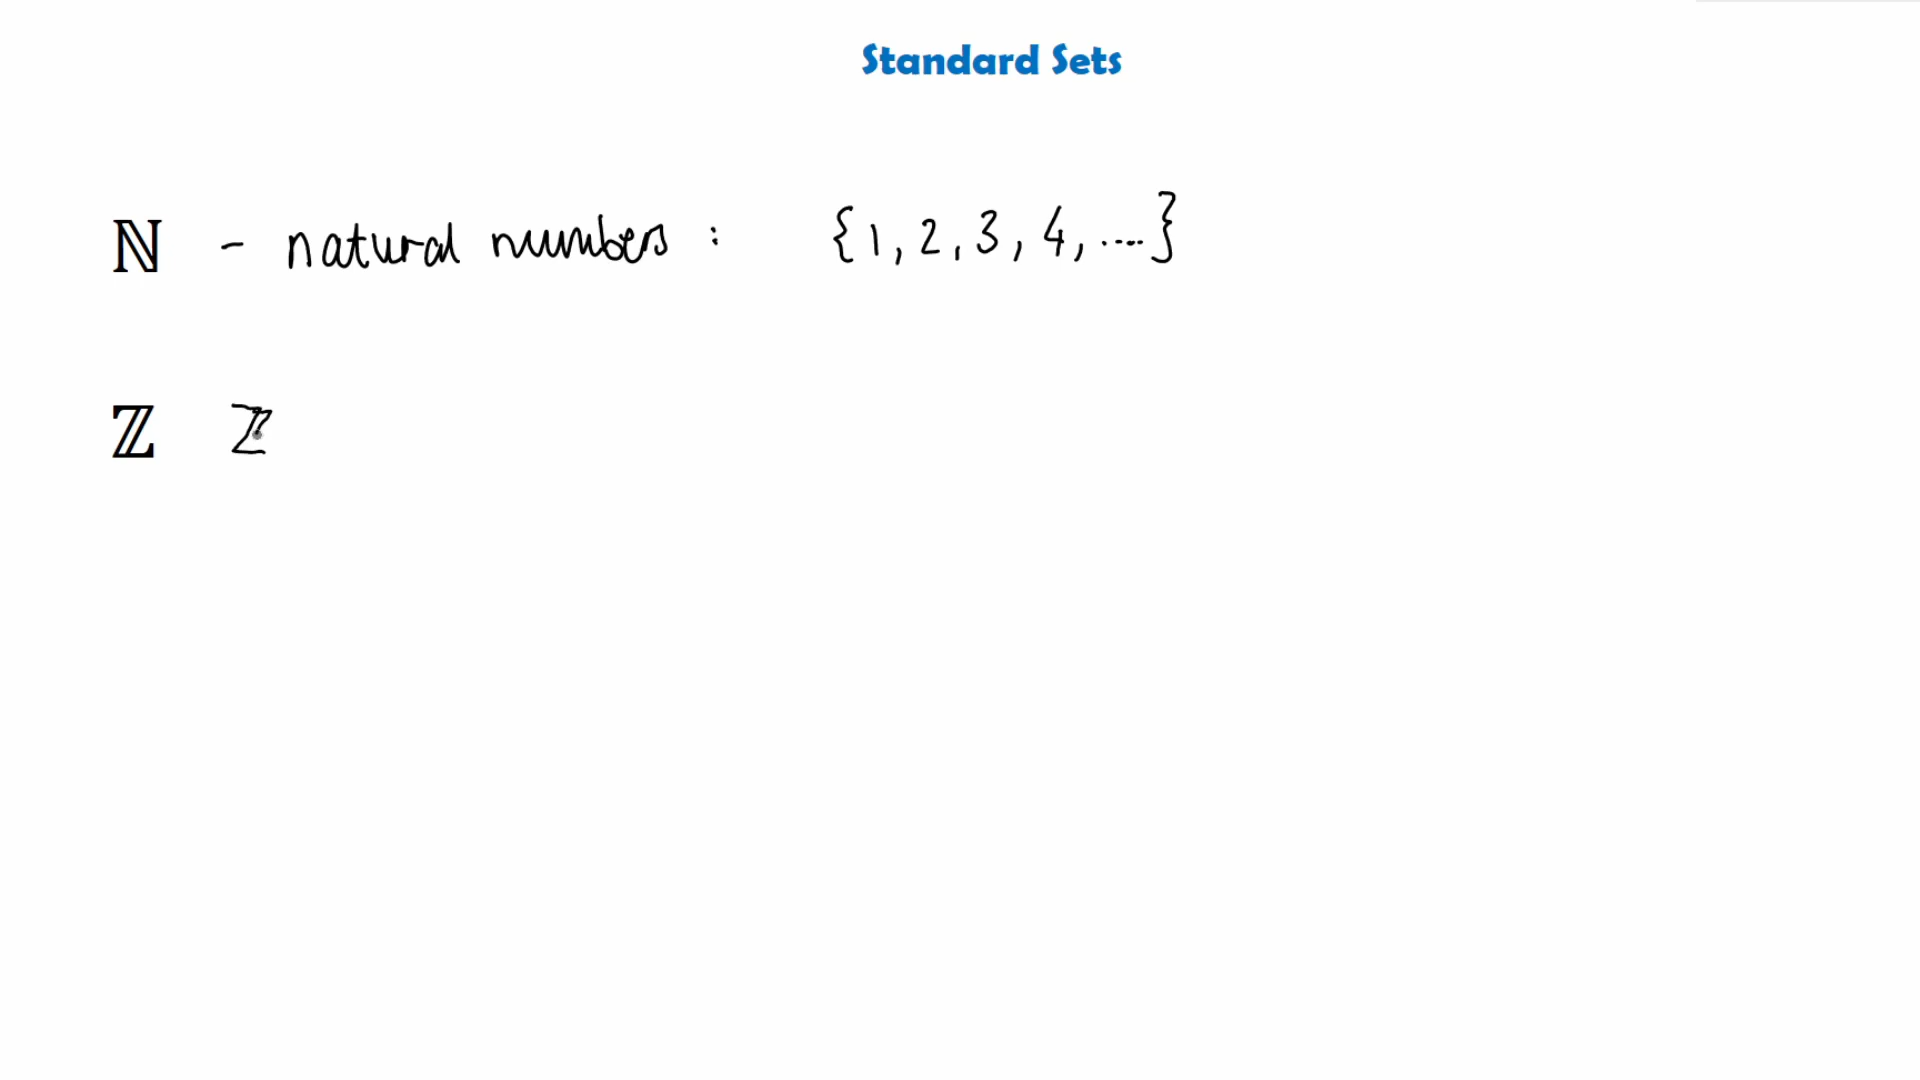 Standard Sets
ℕ - natural numbers : {1, 2, 3, 4, ....}
ℤ ℤ